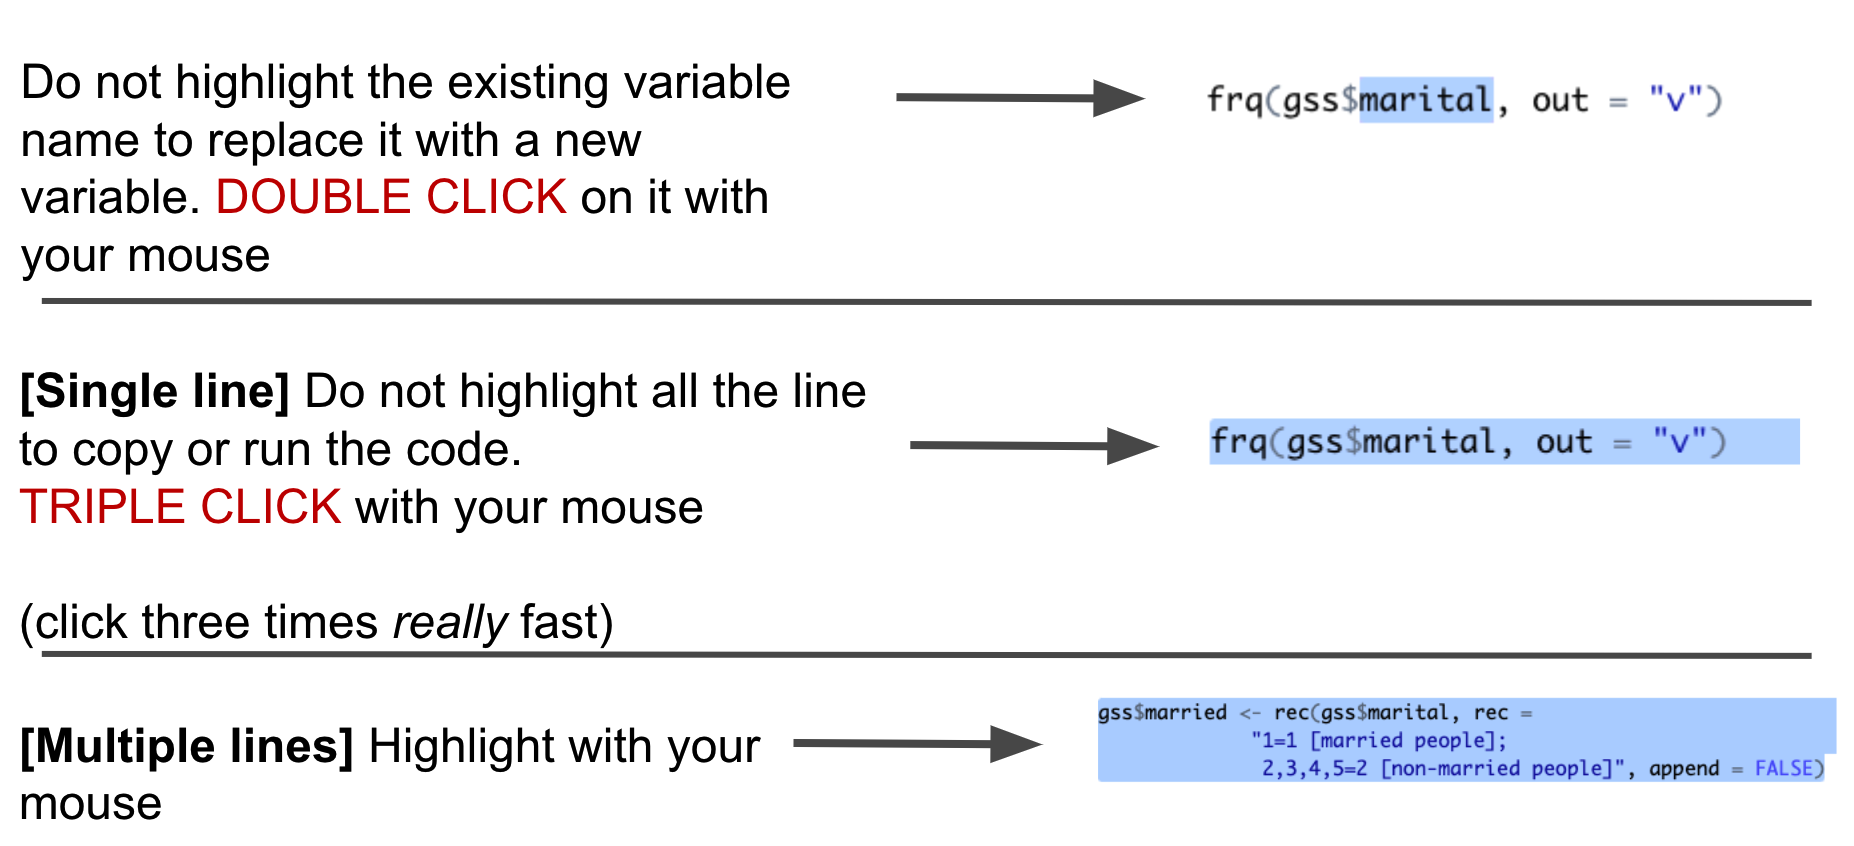 Do not highlight the existing variable
name to replace it with a new
variable. DOUBLE CLICK on it with
your mouse
frq(gss$marital, out = "v")
[Single line] Do not highlight all the line
to copy or run the code.
TRIPLE CLICK with your mouse
(click three times really fast)
frq(gss$marital, out = "v")
[Multiple lines] Highlight with your
mouse
gss$married <- rec(gss$marital, rec =
"1=1 [married people];
2,3,4,5=2 [non-married people]", append = FALSE)